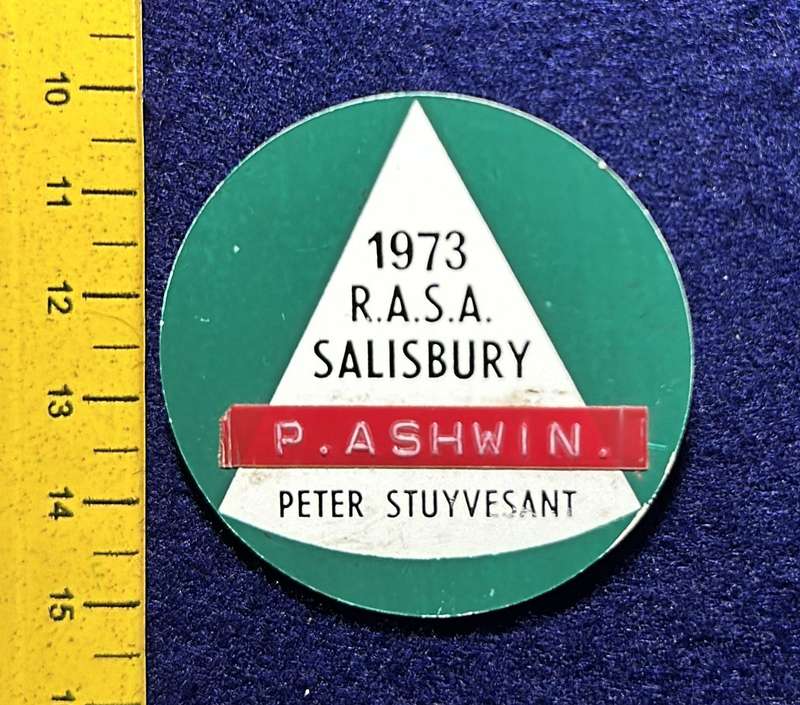 1973
R.A.S.A.
SALISBURY
P. ASHWIN.
PETER STUYVESANT
10
11
12
13
14
15